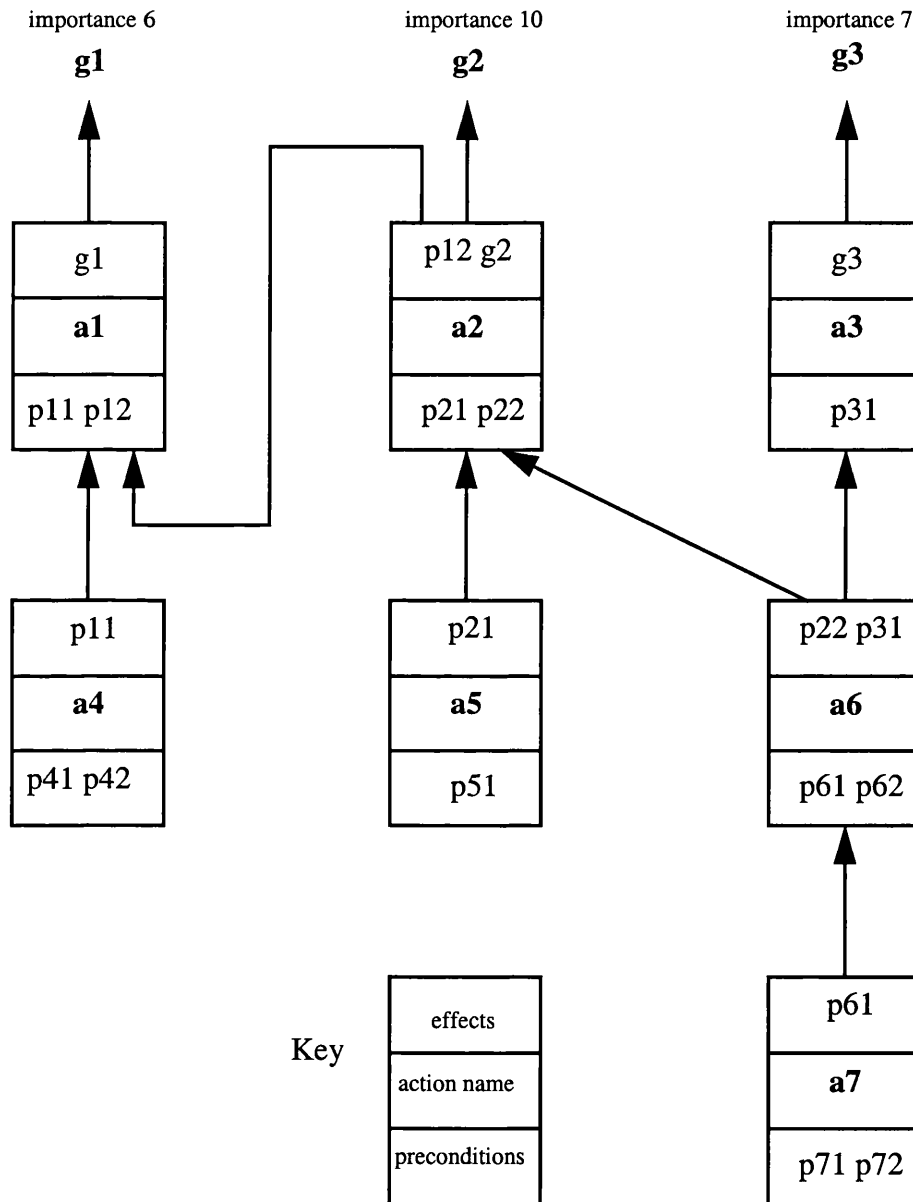 importance 6 importance 10 importance 7
g1 g2 g3
g1 p12 g2 g3
a1 a2 a3
p11 p12 p21 p22 p31
p11 p21 p22 p31
a4 a5 a6
p41 p42 p51 p61 p62
Key
effects
action name
preconditions
p61
a7
p71 p72